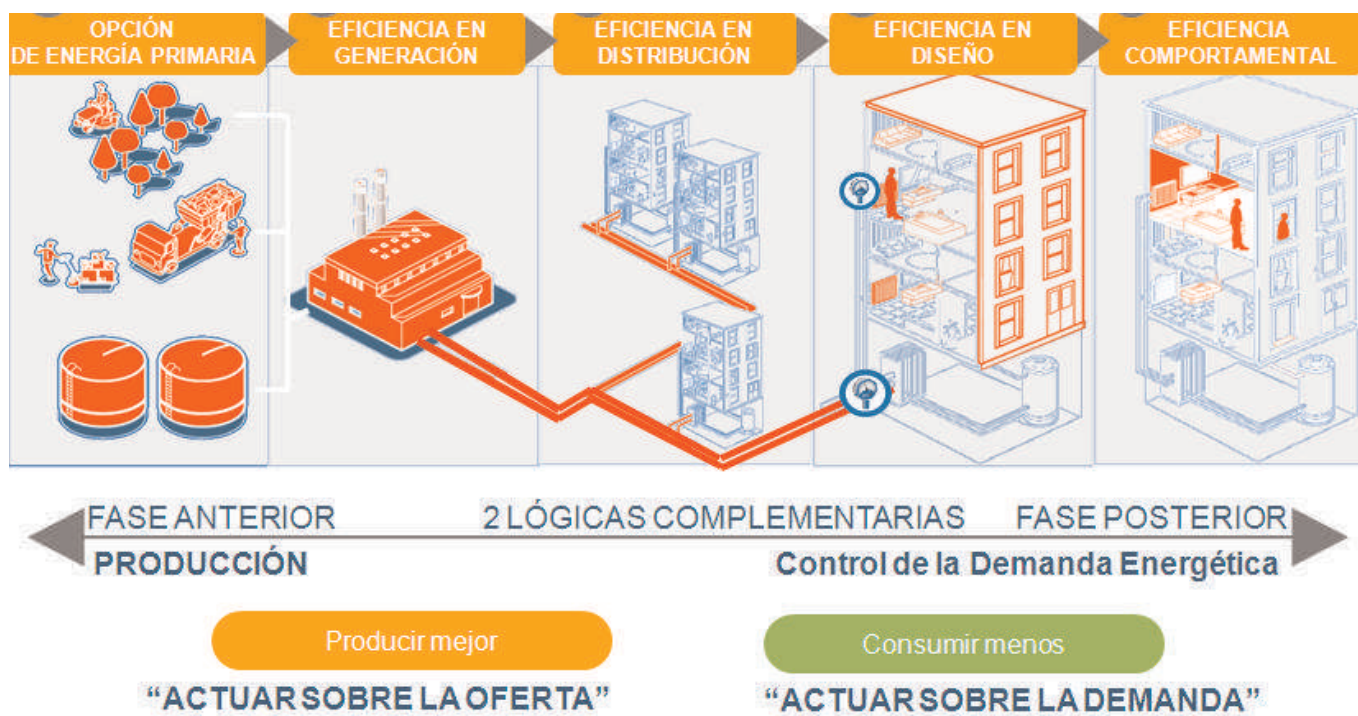 OPCIÓN
DE ENERGÍA PRIMARIA
EFICIENCIA EN
GENERACIÓN
EFICIENCIA EN
DISTRIBUCIÓN
EFICIENCIA EN
DISEÑO
EFICIENCIA
COMPORTAMENTAL
FASE ANTERIOR 2 LÓGICAS COMPLEMENTARIAS FASE POSTERIOR
PRODUCCIÓN Control de la Demanda Energética
Producir mejor Consumir menos
“ACTUAR SOBRE LA OFERTA” “ACTUAR SOBRE LA DEMANDA”